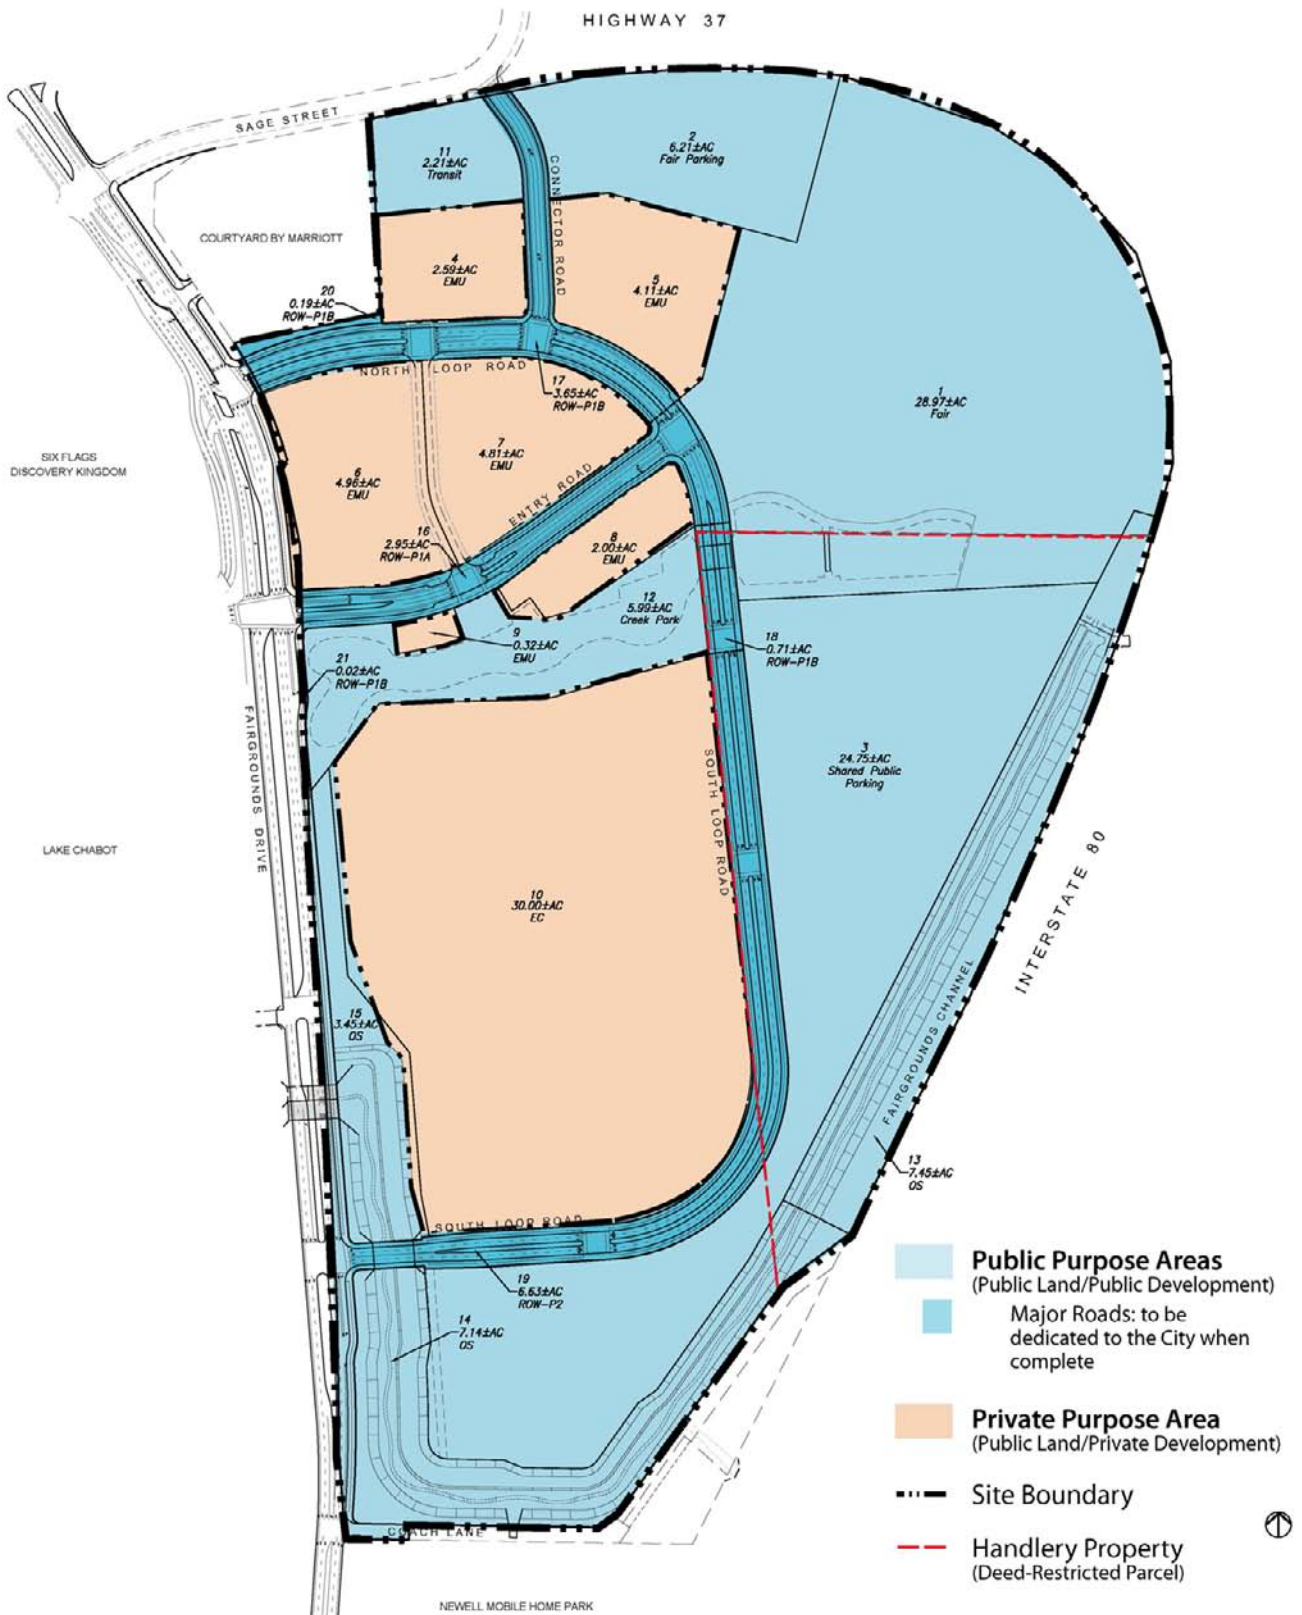 HIGHWAY 37
SAGE STREET
2
6.21±AC
Fair Parking
11
2.21±AC
Transit
CONNECTOR ROAD
COURTYARD BY MARRIOTT
4
2.59±AC
EMU
5
4.11±AC
EMU
20
0.19±AC
ROW-P1B
NORTH LOOP ROAD
17
3.65±AC
ROW-P1B
1
28.97±AC
Fair
SIX FLAGS
DISCOVERY KINGDOM
7
4.81±AC
EMU
6
4.96±AC
EMU
ENTRY ROAD
16
2.95±AC
ROW-P1A
8
2.00±AC
EMU
12
5.99±AC
Creek Park
9
0.32±AC
EMU
18
0.71±AC
ROW-P1B
21
0.02±AC
ROW-P1B
FAIRGROUNDS DRIVE
SOUTH LOOP ROAD
3
24.75±AC
Shared Public
Parking
LAKE CHABOT
INTERSTATE 80
10
30.00±AC
EC
FAIRGROUNDS CHANNEL
15
3.45±AC
OS
13
7.45±AC
OS
SOUTH LOOP ROAD
19
6.63±AC
ROW-P2
14
7.14±AC
OS
COACH LANE
NEWELL MOBILE HOME PARK
Public Purpose Areas
(Public Land/Public Development)
Major Roads: to be
dedicated to the City when
complete
Private Purpose Area
(Public Land/Private Development)
Site Boundary
Handlery Property
(Deed-Restricted Parcel)